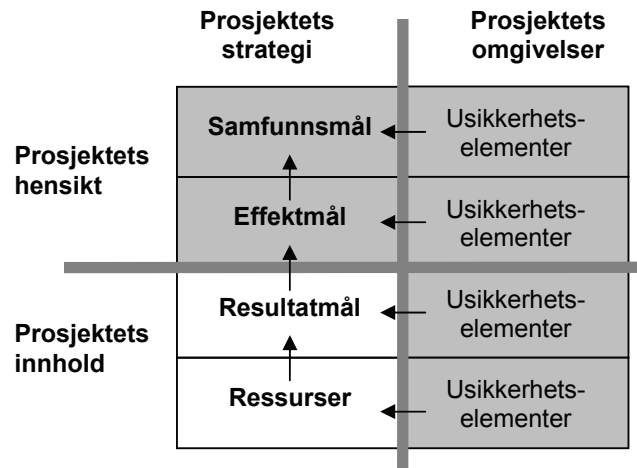 Prosjektets
strategi
Prosjektets
omgivelser
Prosjektets
hensikt
Samfunnsmål
Usikkerhets-
elementer
Effektmål
Usikkerhets-
elementer
Prosjektets
innhold
Resultatmål
Usikkerhets-
elementer
Ressurser
Usikkerhets-
elementer